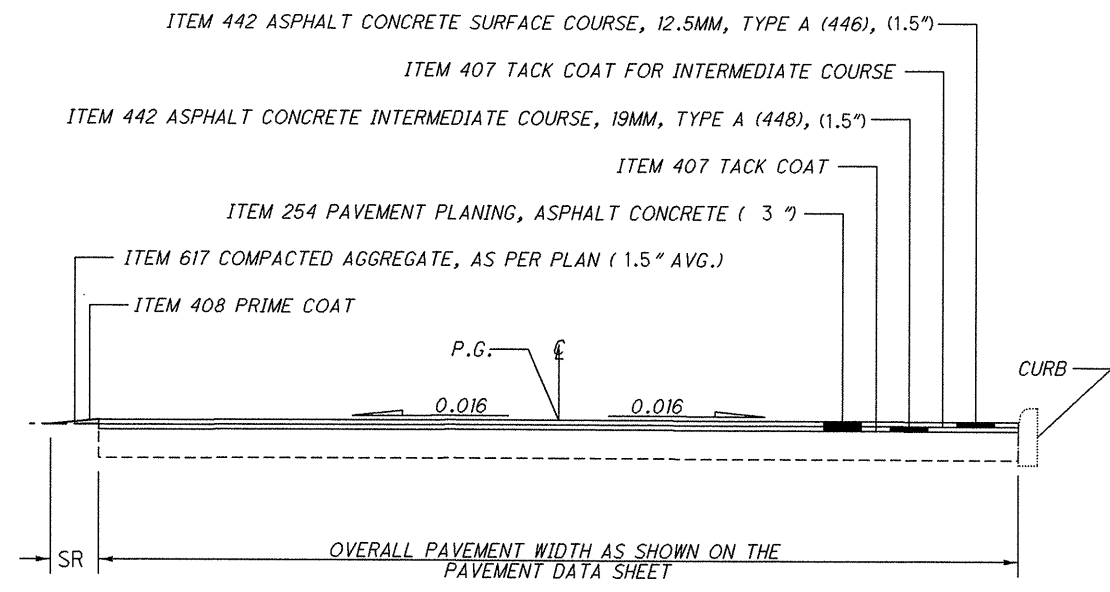 ITEM 442 ASPHALT CONCRETE SURFACE COURSE, 12.5MM, TYPE A (446), (1.5")
ITEM 407 TACK COAT FOR INTERMEDIATE COURSE
ITEM 442 ASPHALT CONCRETE INTERMEDIATE COURSE, 19MM, TYPE A (448), (1.5")
ITEM 407 TACK COAT
ITEM 254 PAVEMENT PLANING, ASPHALT CONCRETE ( 3 ")
ITEM 617 COMPACTED AGGREGATE, AS PER PLAN ( 1.5 " AVG.)
ITEM 408 PRIME COAT
P.G. ℄
CURB
0.016 0.016
SR
OVERALL PAVEMENT WIDTH AS SHOWN ON THE
PAVEMENT DATA SHEET